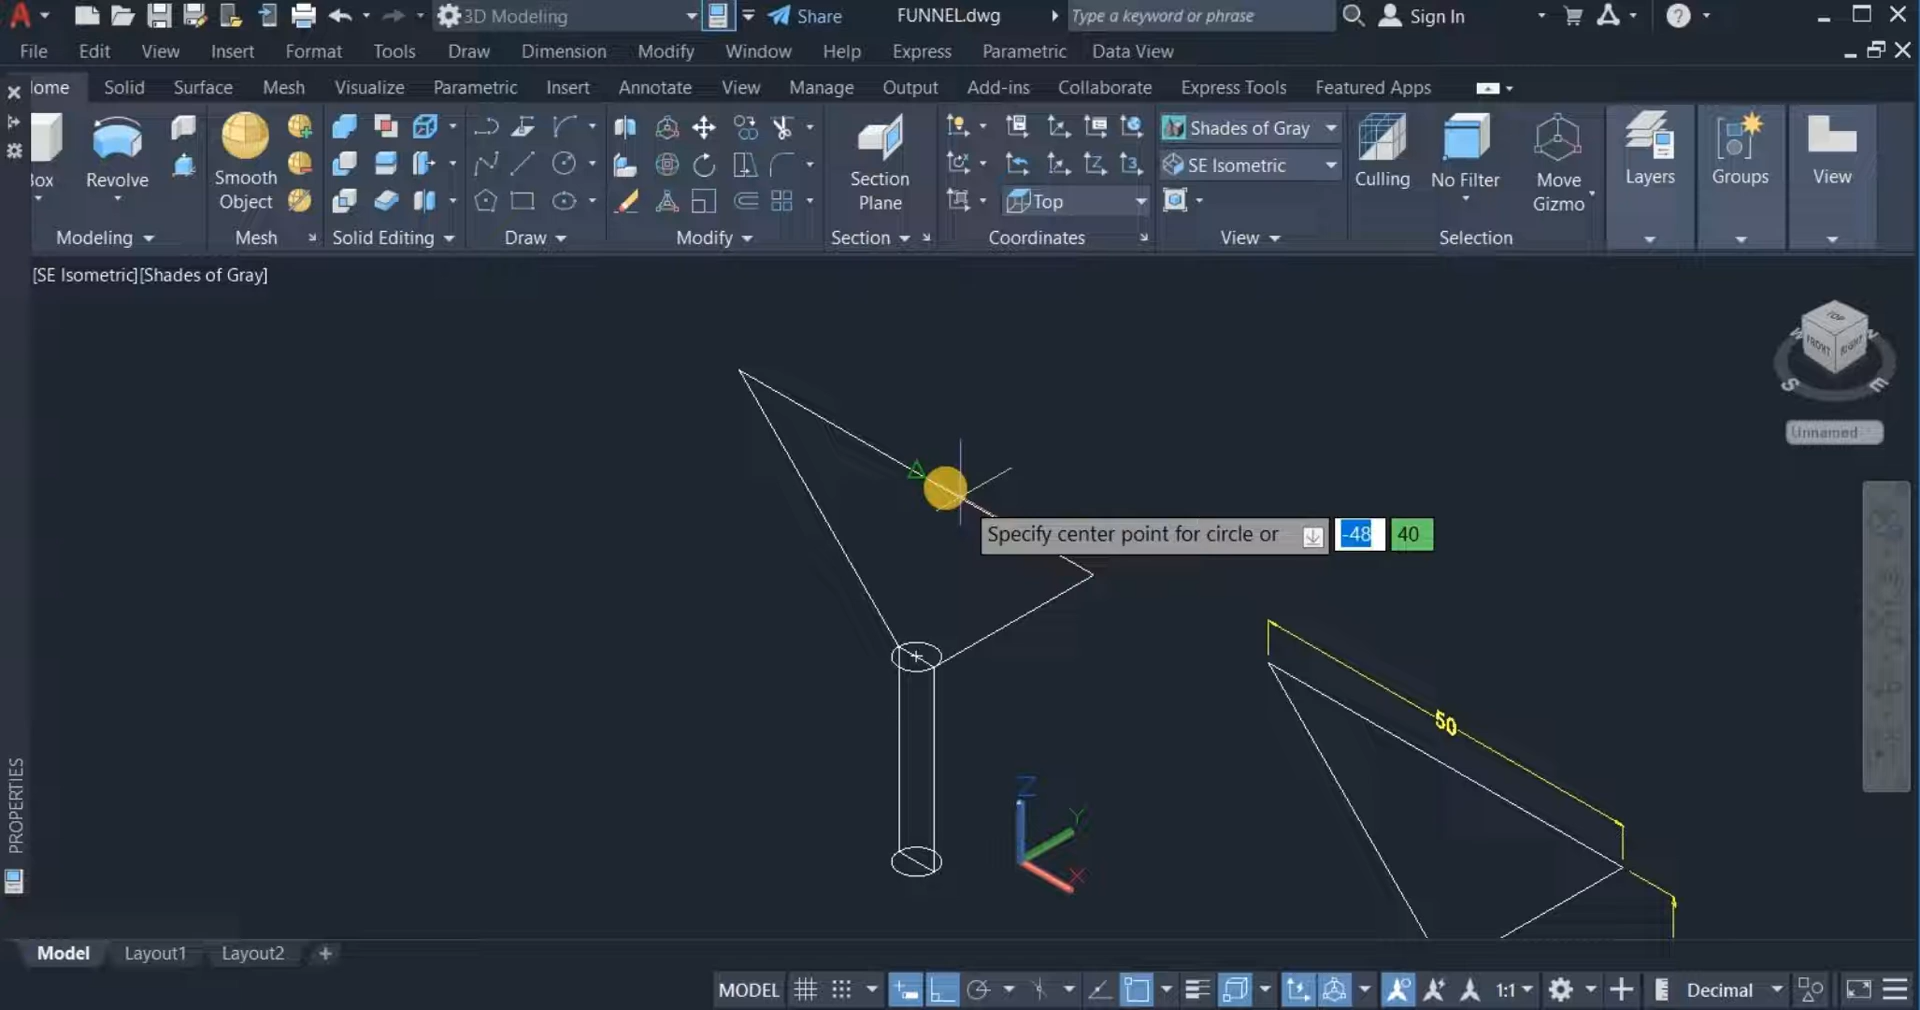 3D Modeling Share FUNNEL.dwg Type a keyword or phrase Sign In
File Edit View Insert Format Tools Draw Dimension Modify Window Help Express Parametric Data View
ome Solid Surface Mesh Visualize Parametric Insert Annotate View Manage Output Add-ins Collaborate Express Tools Featured Apps
Box Revolve Smooth Object Section Plane Top Shades of Gray SE Isometric Culling No Filter Move Gizmo Layers Groups View
Modeling Mesh Solid Editing Draw Modify Section Coordinates View Selection
[SE Isometric][Shades of Gray]
TOP
FRONT RIGHT
W N
S E
Unnamed
Specify center point for circle or -48 40
50
Z
Y
X
PROPERTIES
Model Layout1 Layout2 +
MODEL 1:1 Decimal